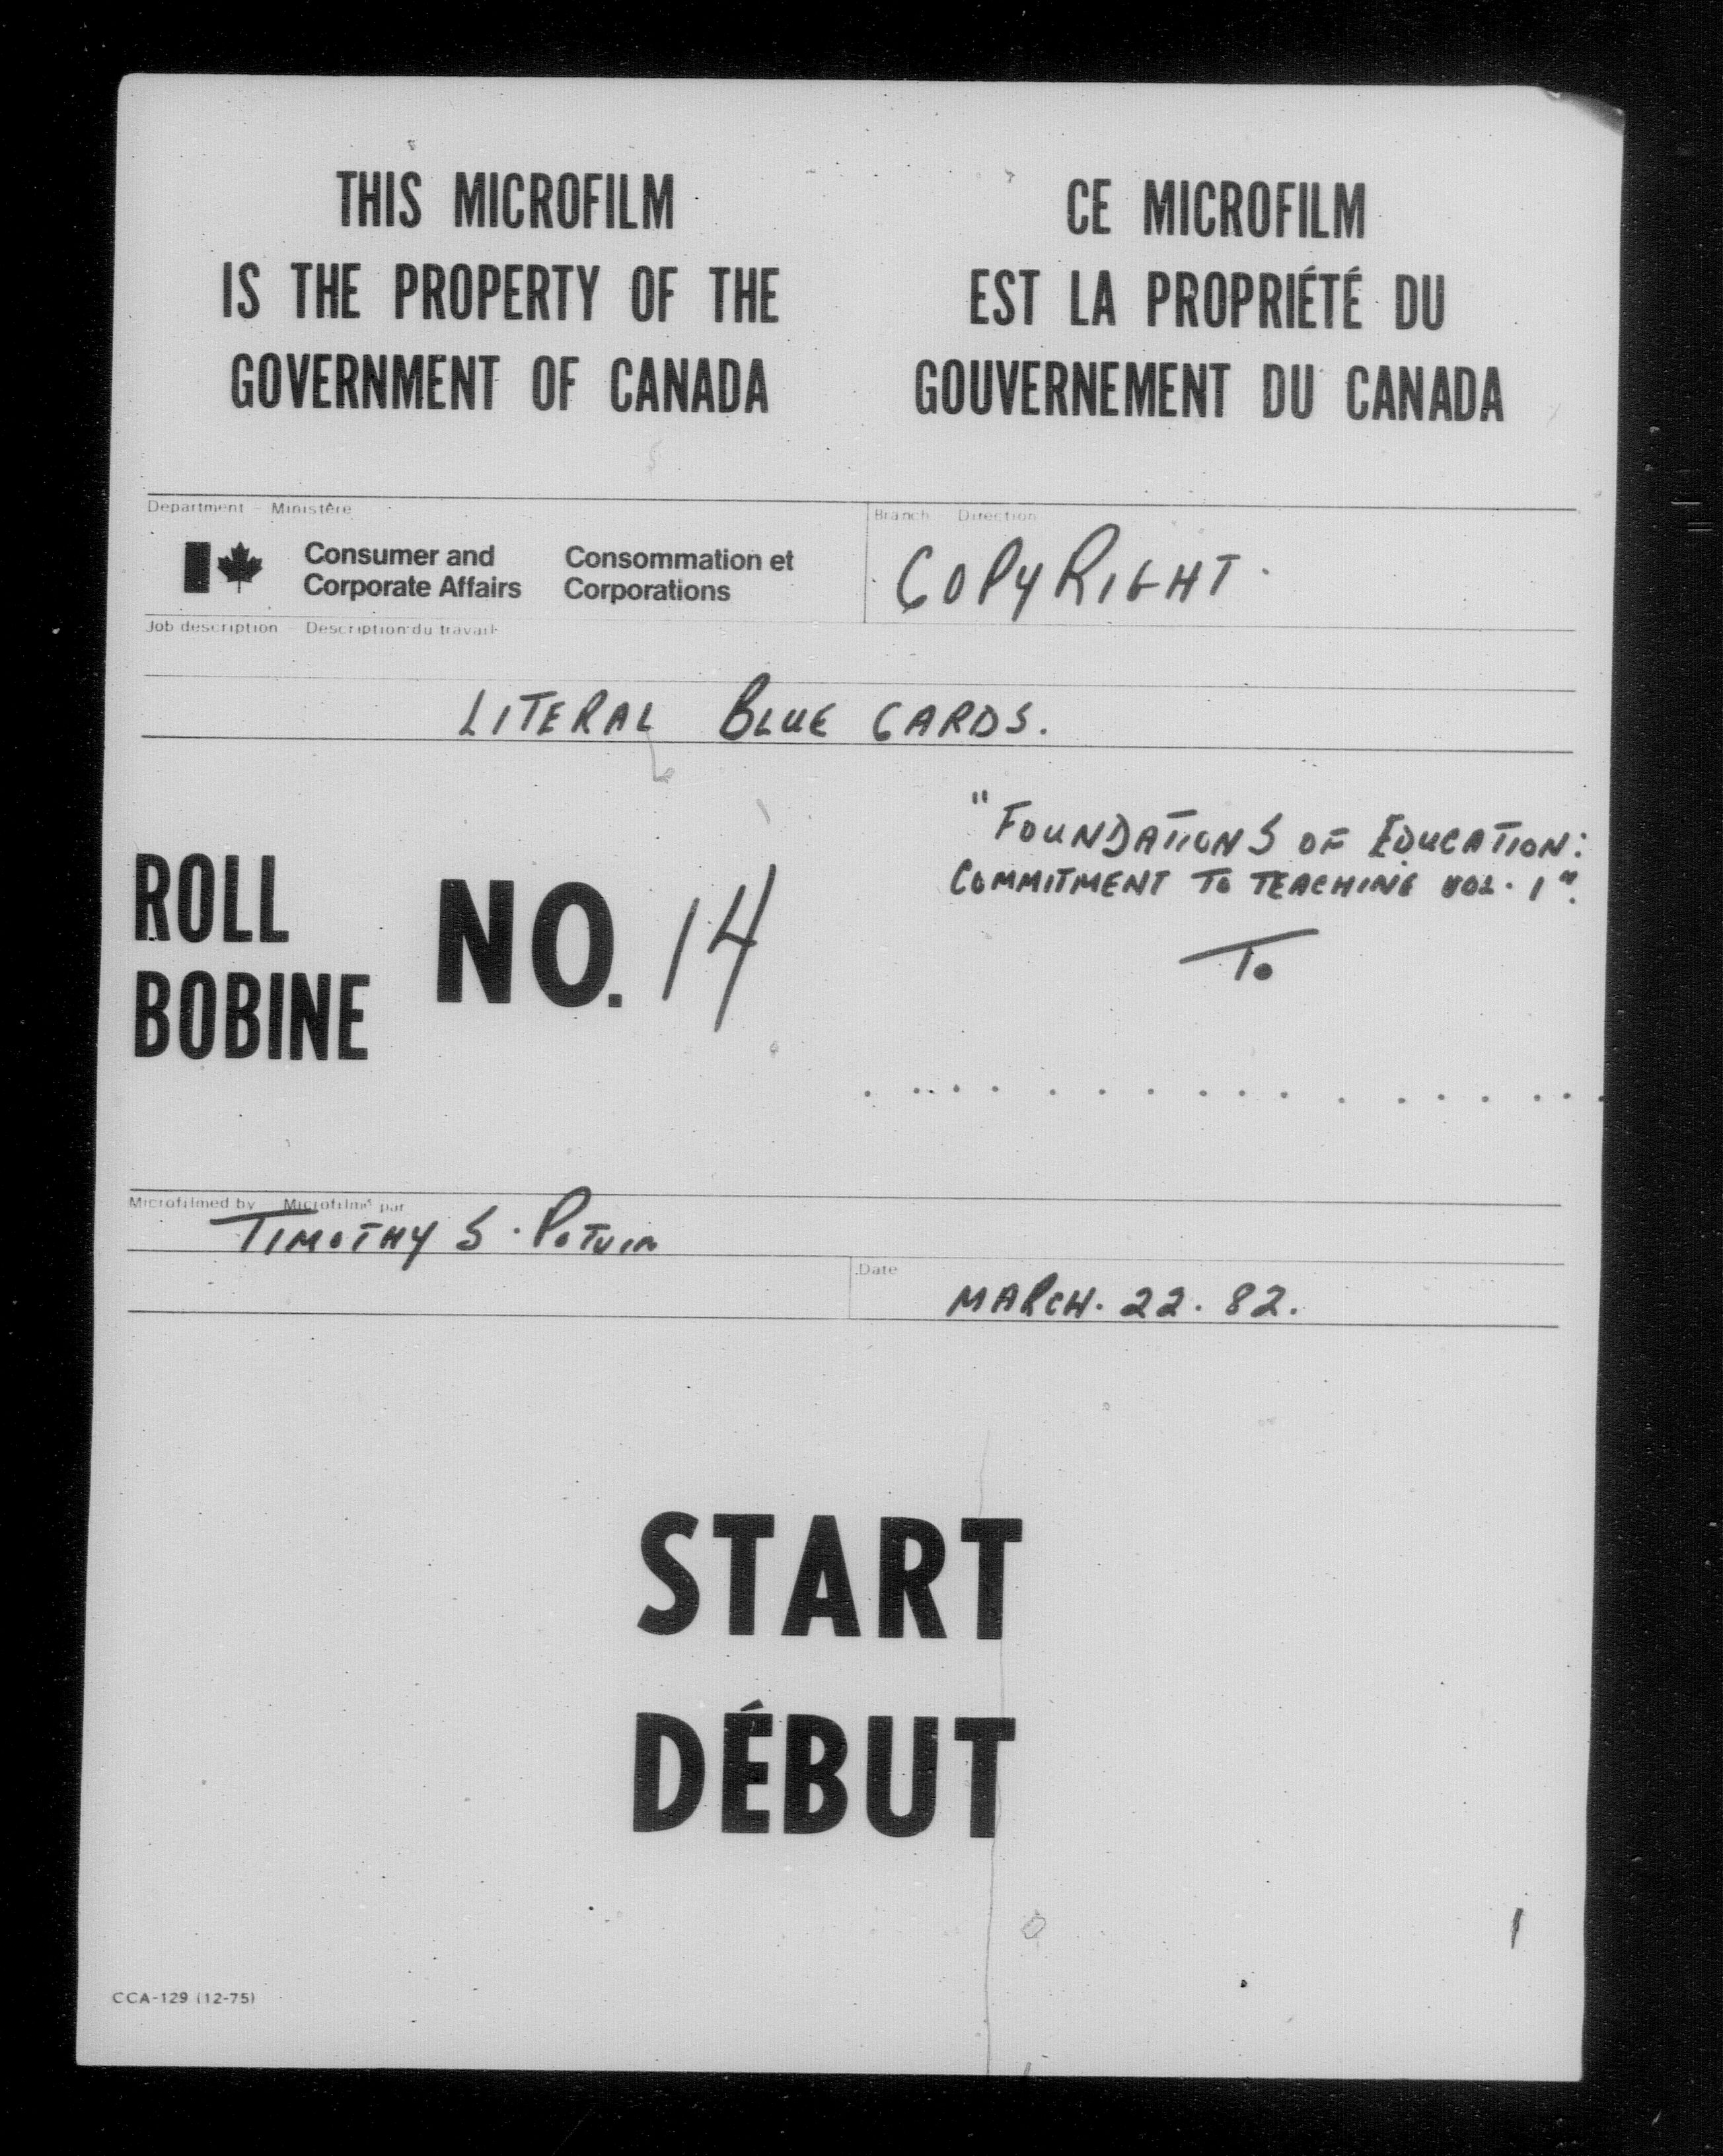 THIS MICROFILM
IS THE PROPERTY OF THE
GOVERNMENT OF CANADA
CE MICROFILM
EST LA PROPRIÉTÉ DU
GOUVERNEMENT DU CANADA
Department - Ministère
Consumer and
Corporate Affairs
Consommation et
Corporations
Branch Direction
COPYRIGHT.
Job description Description du travail
LITERAL BLUE CARDS.
ROLL
BOBINE
NO. 14
"FOUNDATIONS OF EDUCATION:
COMMITMENT TO TEACHING VOL. 1".
To
. . . . . . . . . . . . . . . . . .
Microfilmed by Microfilmé par
TIMOTHY S. POTVIN
Date
MARCH. 22. 82.
START
DÉBUT
1
CCA-129 (12-75)